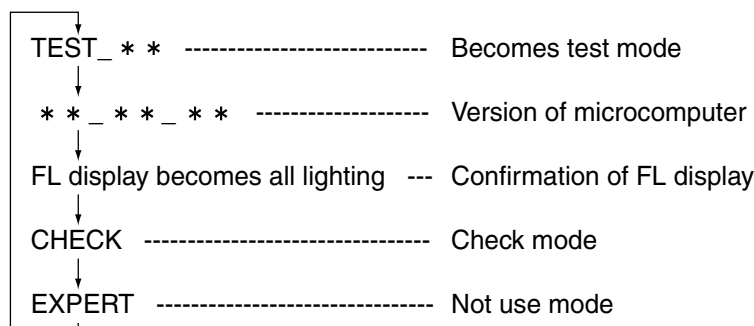 TEST_ * * --------------------------- Becomes test mode
* * _ * * _ * * ------------------- Version of microcomputer
FL display becomes all lighting --- Confirmation of FL display
CHECK -------------------------------- Check mode
EXPERT ------------------------------ Not use mode